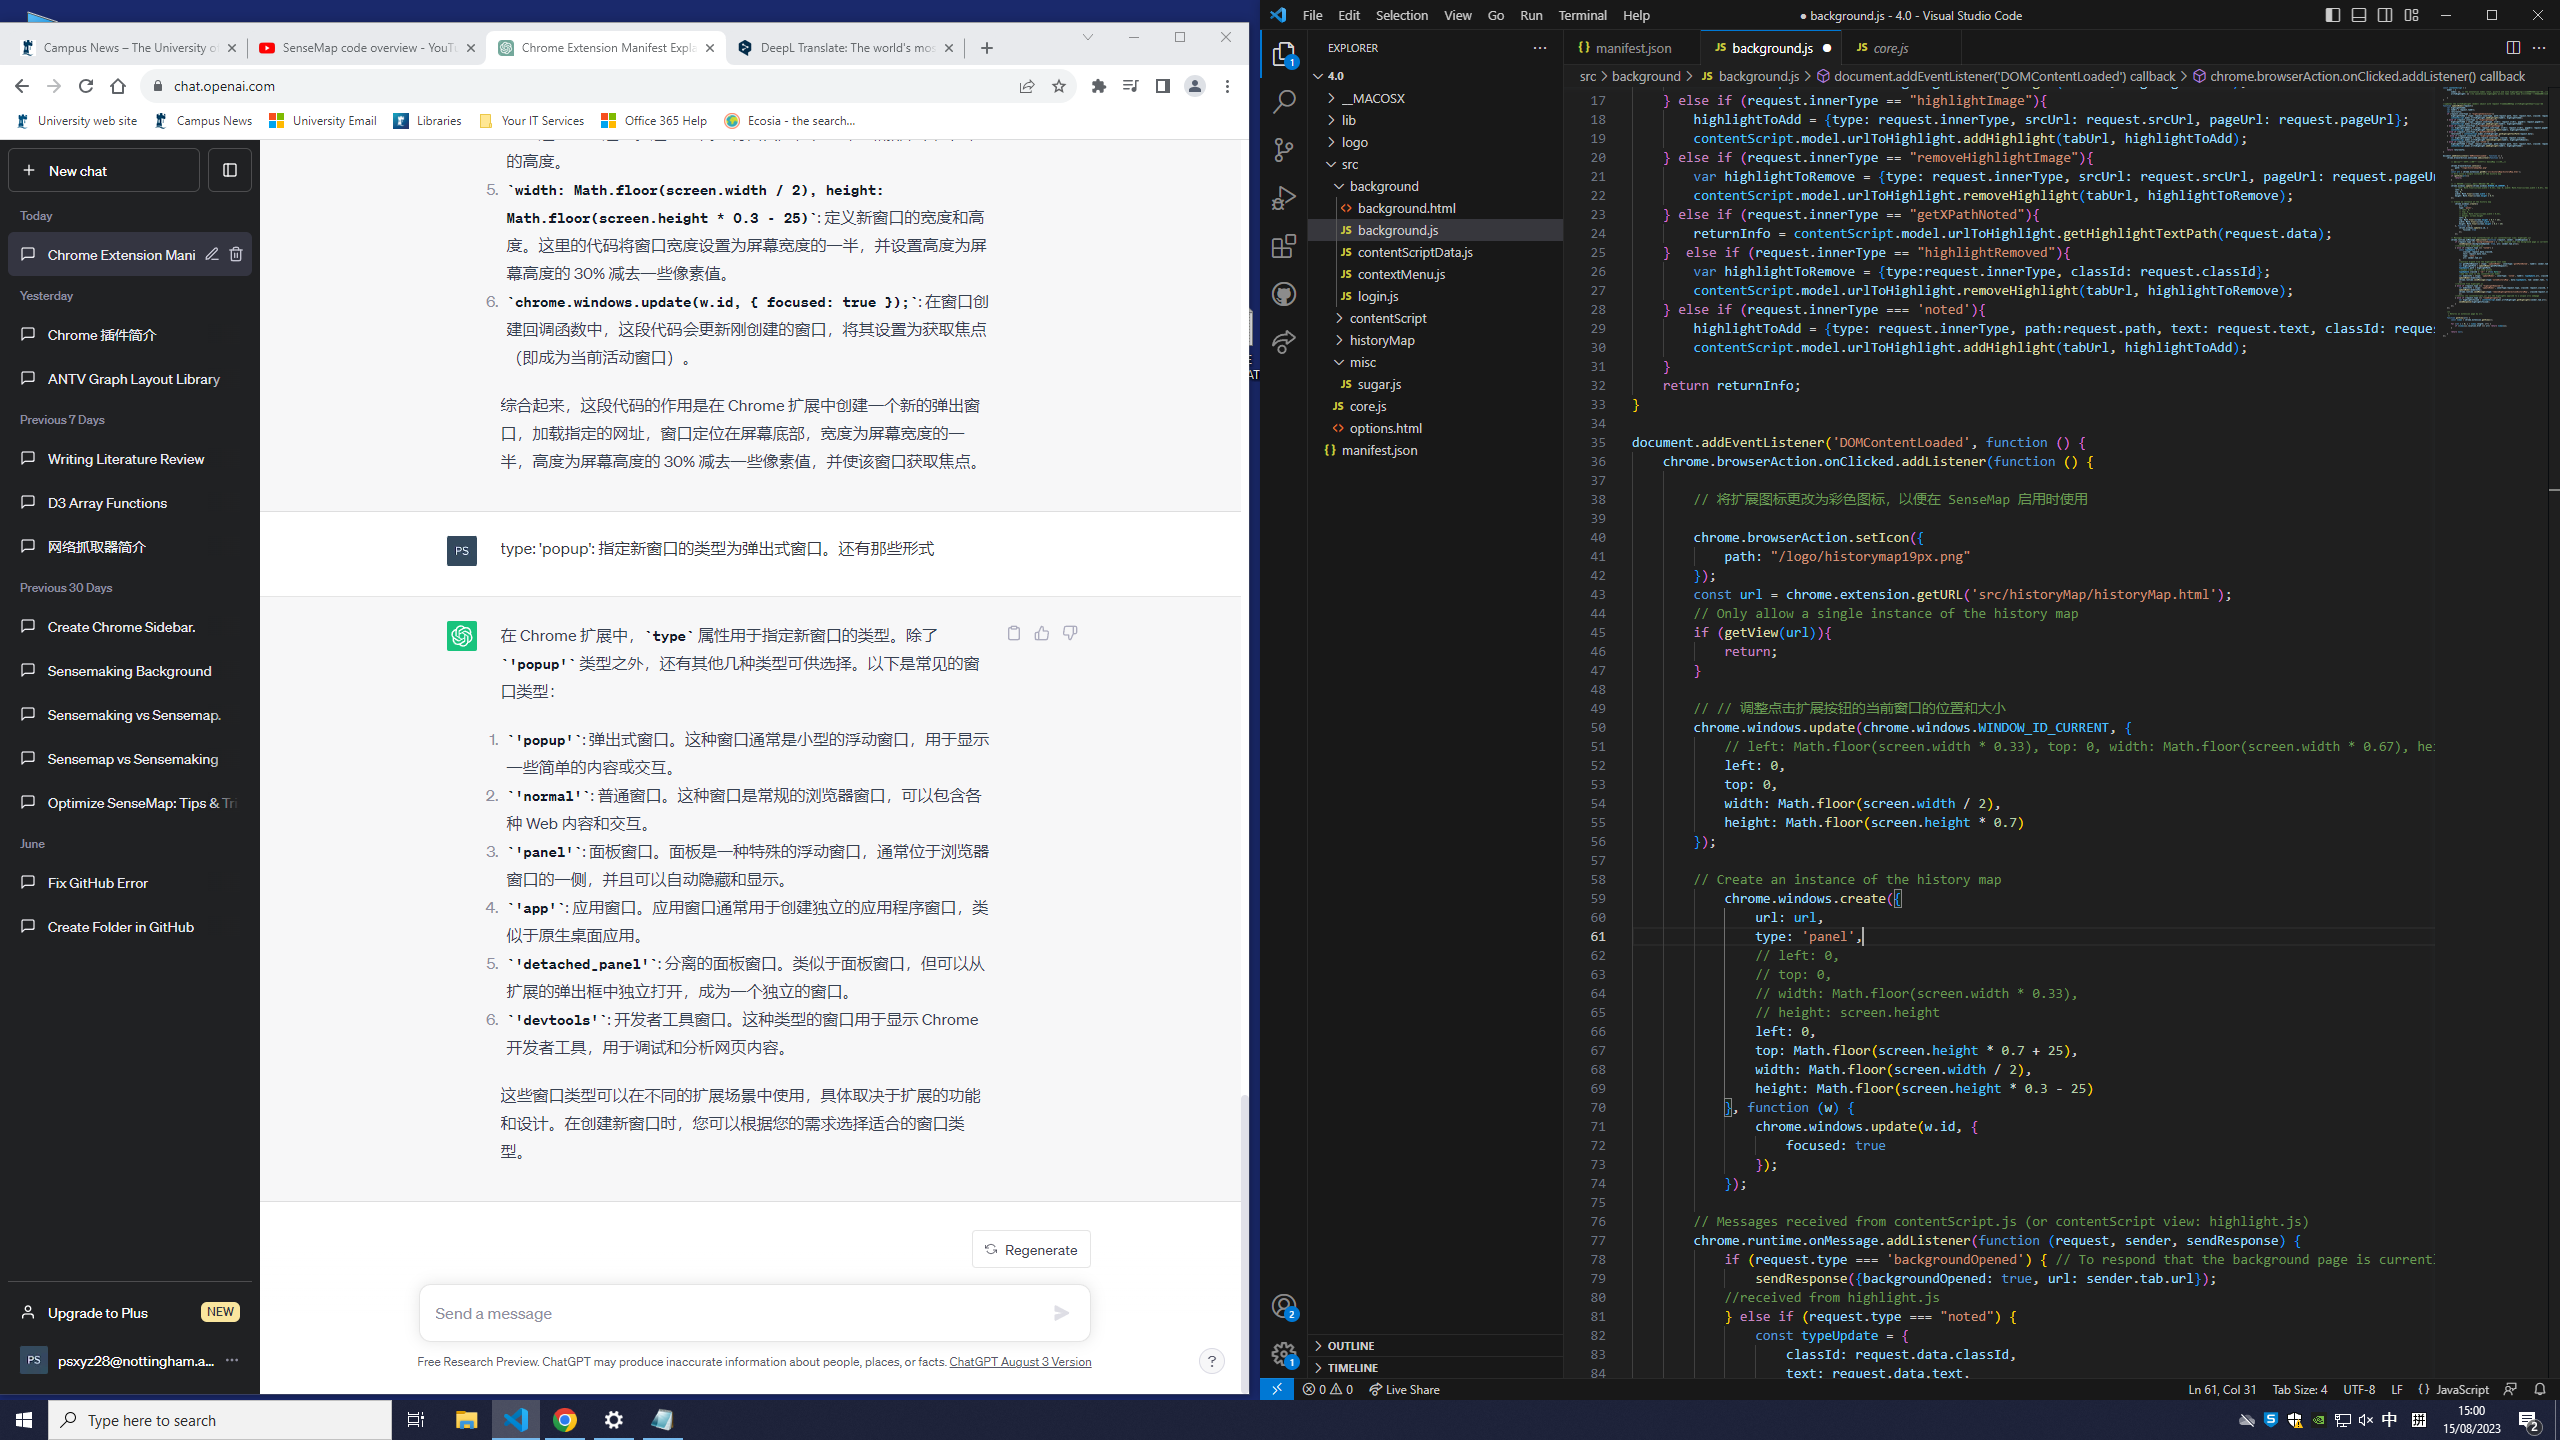 Campus News – The University of
SenseMap code overview - YouTu
Chrome Extension Manifest Expla
DeepL Translate: The world's mos
chat.openai.com
University web site
Campus News
University Email
Libraries
Your IT Services
Office 365 Help
Ecosia - the search...
New chat
Today
Chrome Extension Mani
Yesterday
Chrome 插件简介
ANTV Graph Layout Library
Previous 7 Days
Writing Literature Review
D3 Array Functions
网络抓取器简介
Previous 30 Days
Create Chrome Sidebar.
Sensemaking Background
Sensemaking vs Sensemap.
Sensemap vs Sensemaking
Optimize SenseMap: Tips & Tri
June
Fix GitHub Error
Create Folder in GitHub
Upgrade to Plus
NEW
PS
psxyz28@nottingham.a...
的高度。
5. `width: Math.floor(screen.width / 2), height:
Math.floor(screen.height * 0.3 - 25)`: 定义新窗口的宽度和高
度。这里的代码将窗口宽度设置为屏幕宽度的一半，并设置高度为屏
幕高度的 30% 减去一些像素值。
6. `chrome.windows.update(w.id, { focused: true });`: 在窗口创
建回调函数中，这段代码会更新刚创建的窗口，将其设置为获取焦点
（即成为当前活动窗口）。
综合起来，这段代码的作用是在 Chrome 扩展中创建一个新的弹出窗
口，加载指定的网址，窗口定位在屏幕底部，宽度为屏幕宽度的一
半，高度为屏幕高度的 30% 减去一些像素值，并使该窗口获取焦点。
PS
type: 'popup': 指定新窗口的类型为弹出式窗口。还有那些形式
在 Chrome 扩展中，`type` 属性用于指定新窗口的类型。除了
`'popup'` 类型之外，还有其他几种类型可供选择。以下是常见的窗
口类型：
1. `'popup'`: 弹出式窗口。这种窗口通常是小型的浮动窗口，用于显示
一些简单的内容或交互。
2. `'normal'`: 普通窗口。这种窗口是常规的浏览器窗口，可以包含各
种 Web 内容和交互。
3. `'panel'`: 面板窗口。面板是一种特殊的浮动窗口，通常位于浏览器
窗口的一侧，并且可以自动隐藏和显示。
4. `'app'`: 应用窗口。应用窗口通常用于创建独立的应用程序窗口，类
似于原生桌面应用。
5. `'detached_panel'`: 分离的面板窗口。类似于面板窗口，但可以从
扩展的弹出框中独立打开，成为一个独立的窗口。
6. `'devtools'`: 开发者工具窗口。这种类型的窗口用于显示 Chrome
开发者工具，用于调试和分析网页内容。
这些窗口类型可以在不同的扩展场景中使用，具体取决于扩展的功能
和设计。在创建新窗口时，您可以根据您的需求选择适合的窗口类
型。
Regenerate
Send a message
Free Research Preview. ChatGPT may produce inaccurate information about people, places, or facts. ChatGPT August 3 Version
?
File Edit Selection View Go Run Terminal Help
● background.js - 4.0 - Visual Studio Code
EXPLORER
4.0
__MACOSX
lib
logo
src
background
background.html
background.js
contentScriptData.js
contextMenu.js
login.js
contentScript
historyMap
misc
sugar.js
core.js
options.html
manifest.json
OUTLINE
TIMELINE
manifest.json
background.js
core.js
src > background > JS background.js > document.addEventListener('DOMContentLoaded') callback > chrome.browserAction.onClicked.addListener() callback
17 } else if (request.innerType == "highlightImage"){
18 highlightToAdd = {type: request.innerType, srcUrl: request.srcUrl, pageUrl: request.pageUrl};
19 contentScript.model.urlToHighlight.addHighlight(tabUrl, highlightToAdd);
20 } else if (request.innerType == "removeHighlightImage"){
21 var highlightToRemove = {type: request.innerType, srcUrl: request.srcUrl, pageUrl: request.pageUr
22 contentScript.model.urlToHighlight.removeHighlight(tabUrl, highlightToRemove);
23 } else if (request.innerType == "getXPathNoted"){
24 returnInfo = contentScript.model.urlToHighlight.getHighlightTextPath(request.data);
25 }  else if (request.innerType == "highlightRemoved"){
26 var highlightToRemove = {type:request.innerType, classId: request.classId};
27 contentScript.model.urlToHighlight.removeHighlight(tabUrl, highlightToRemove);
28 } else if (request.innerType === 'noted'){
29 highlightToAdd = {type: request.innerType, path:request.path, text: request.text, classId: reque
30 contentScript.model.urlToHighlight.addHighlight(tabUrl, highlightToAdd);
31 }
32 return returnInfo;
33 }
34
35 document.addEventListener('DOMContentLoaded', function () {
36 chrome.browserAction.onClicked.addListener(function () {
37
38 // 将扩展图标更改为彩色图标，以便在 SenseMap 启用时使用
39
40 chrome.browserAction.setIcon({
41 path: "/logo/historymap19px.png"
42 });
43 const url = chrome.extension.getURL('src/historyMap/historyMap.html');
44 // Only allow a single instance of the history map
45 if (getView(url)){
46 return;
47 }
48
49 // // 调整点击扩展按钮的当前窗口的位置和大小
50 chrome.windows.update(chrome.windows.WINDOW_ID_CURRENT, {
51 // left: Math.floor(screen.width * 0.33), top: 0, width: Math.floor(screen.width * 0.67), hei
52 left: 0,
53 top: 0,
54 width: Math.floor(screen.width / 2),
55 height: Math.floor(screen.height * 0.7)
56 });
57
58 // Create an instance of the history map
59 chrome.windows.create({
60 url: url,
61 type: 'panel',
62 // left: 0,
63 // top: 0,
64 // width: Math.floor(screen.width * 0.33),
65 // height: screen.height
66 left: 0,
67 top: Math.floor(screen.height * 0.7 + 25),
68 width: Math.floor(screen.width / 2),
69 height: Math.floor(screen.height * 0.3 - 25)
70 }, function (w) {
71 chrome.windows.update(w.id, {
72 focused: true
73 });
74 });
75
76 // Messages received from contentScript.js (or contentScript view: highlight.js)
77 chrome.runtime.onMessage.addListener(function (request, sender, sendResponse) {
78 if (request.type === 'backgroundOpened') { // To respond that the background page is current
79 sendResponse({backgroundOpened: true, url: sender.tab.url});
80 //received from highlight.js
81 } else if (request.type === "noted") {
82 const typeUpdate = {
83 classId: request.data.classId,
84 text: request.data.text,
0 0
Live Share
Ln 61, Col 31
Tab Size: 4
UTF-8
LF
JavaScript
Type here to search
中
拼
15:00
15/08/2023
2